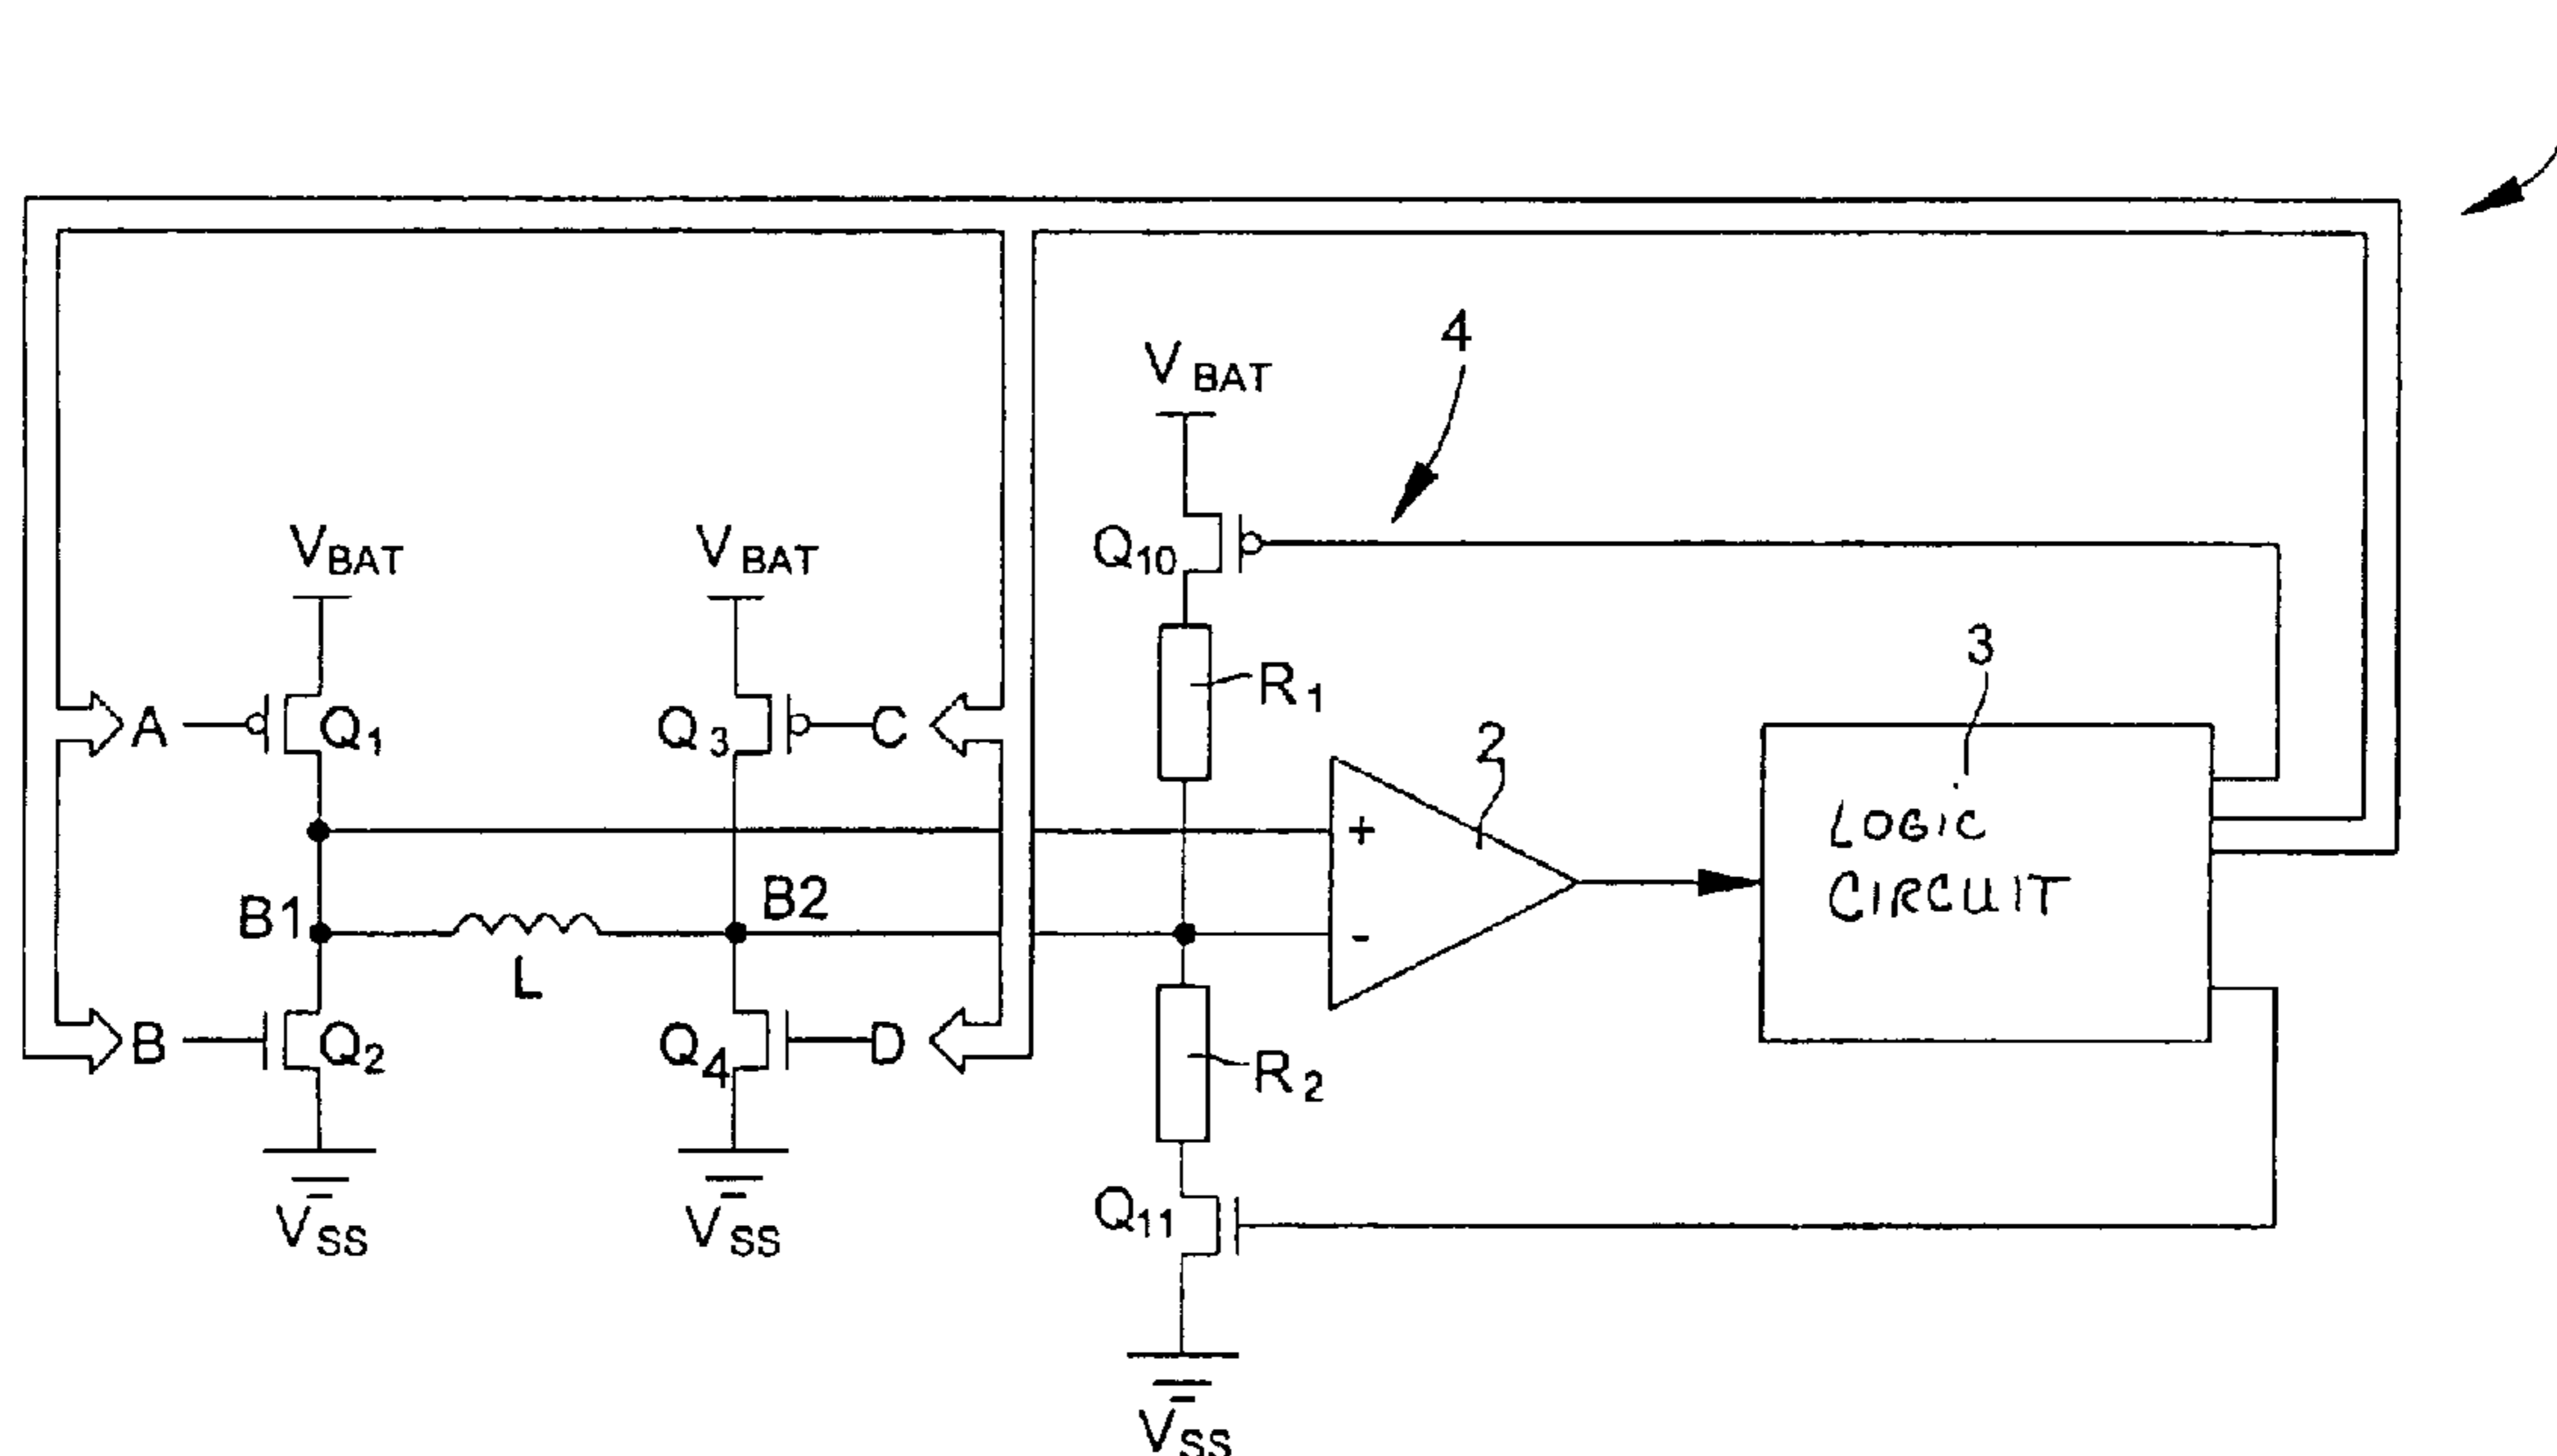 4
V BAT
Q10
VBAT
VBAT
3
R1
A
Q1
Q3
C
2
+
LOGIC
CIRCUIT
B1
B2
-
L
B
Q2
Q4
D
R2
Q11
VSS
VSS
VSS